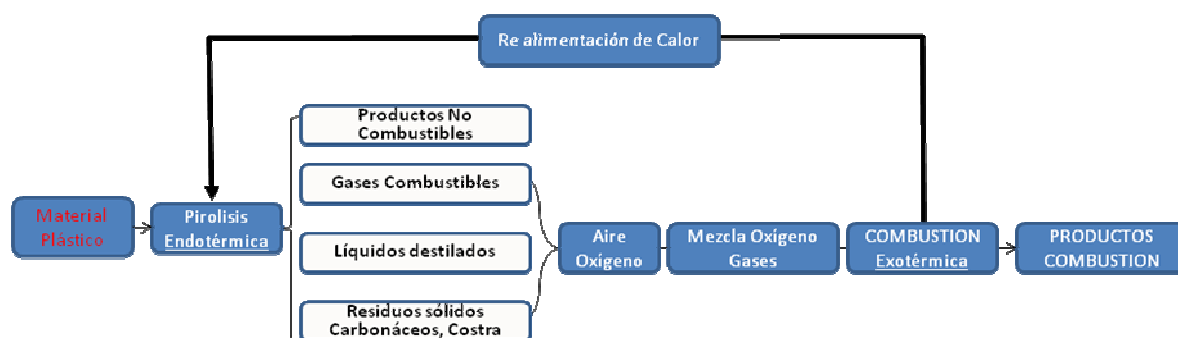 Re alimentación de Calor
Productos No
Combustibles
Gases Combustibles
Material
Plástico
Pirolisis
Endotérmica
Líquidos destilados
Aire
Oxígeno
Mezcla Oxígeno
Gases
COMBUSTION
Exotérmica
PRODUCTOS
COMBUSTION
Residuos sólidos
Carbonáceos, Costra